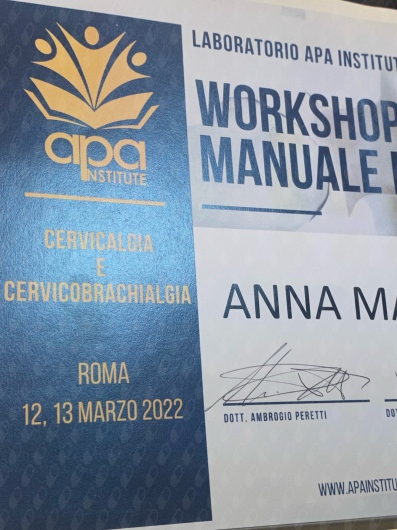 apa
INSTITUTE
CERVICALGIA
E
CERVICOBRACHIALGIA
ROMA
12, 13 MARZO 2022
LABORATORIO APA INSTITUT
WORKSHOP
MANUALE
ANNA MA
DOTT. AMBROGIO PERETTI
WWW.APAINSTITU